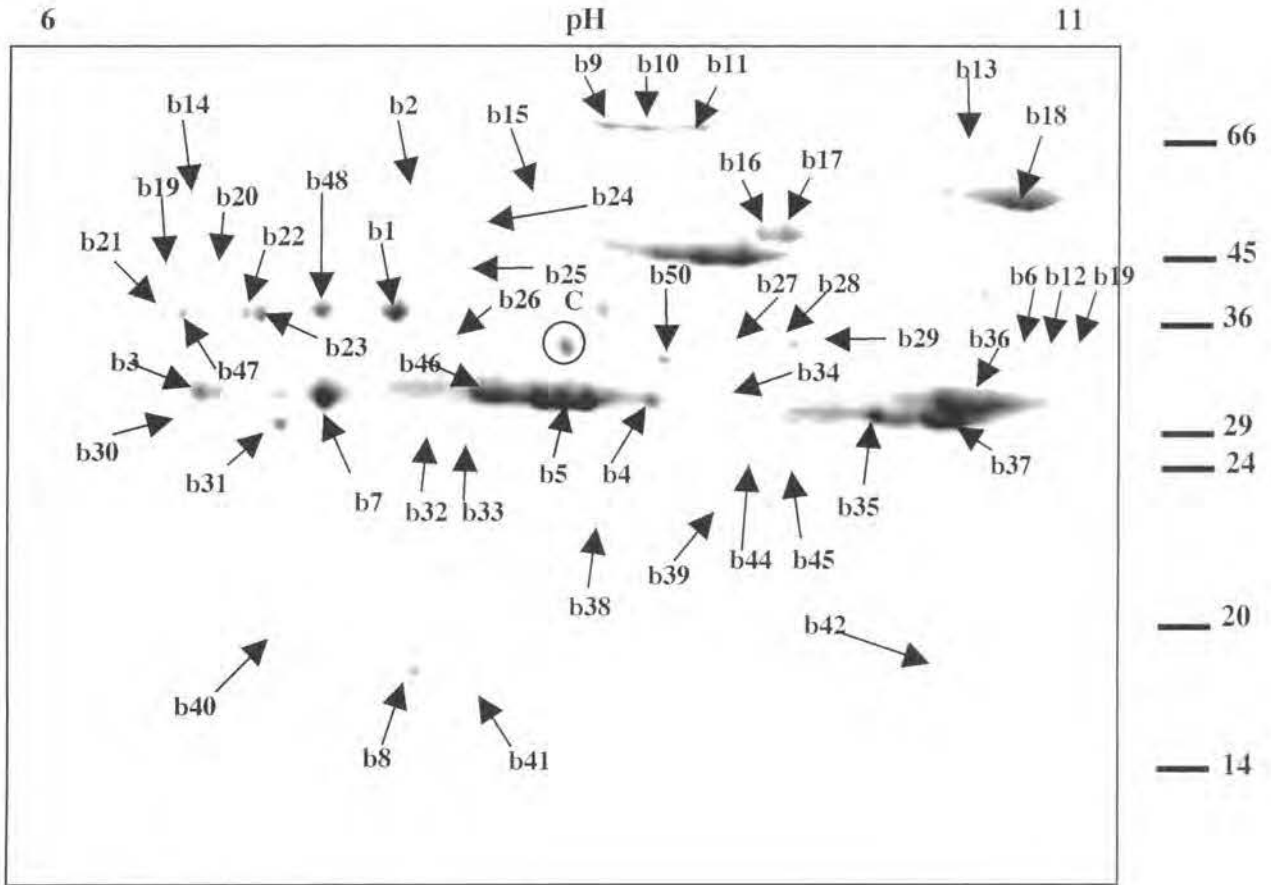 6 pH 11
b9 b10 b11 b13
b14 b2 b15 b18 66
b16 b17
b19 b20 b48 b24
b21 b22 b1 45
b25 b50 b27 b28 b6 b12 b19
C
b26 36
b3 b47 b23 b46 b29 b36
b34
b30 29
b31 b7 b32 b33 b5 b4 b35 b37 24
b39 b44 b45
b38
b42 20
b40
b8 b41 14